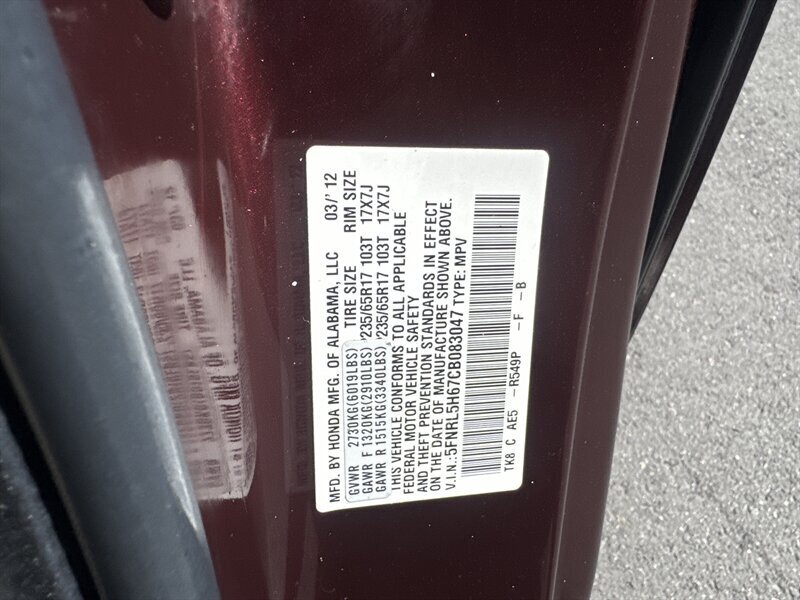 MFD. BY HONDA MFG. OF ALABAMA, LLC 03/'12
GVWR 2730KG(6019LBS) TIRE SIZE RIM SIZE
GAWR F 1320KG(2910LBS) P235/65R17 103T 17X7J
GAWR R 1515KG(3340LBS) P235/65R17 103T 17X7J
THIS VEHICLE CONFORMS TO ALL APPLICABLE
FEDERAL MOTOR VEHICLE SAFETY
AND THEFT PREVENTION STANDARDS IN EFFECT
ON THE DATE OF MANUFACTURE SHOWN ABOVE.
V.I.N.:5FNRL5H67CB083047 TYPE: MPV
TK8 C AE5 -R549P -F -B